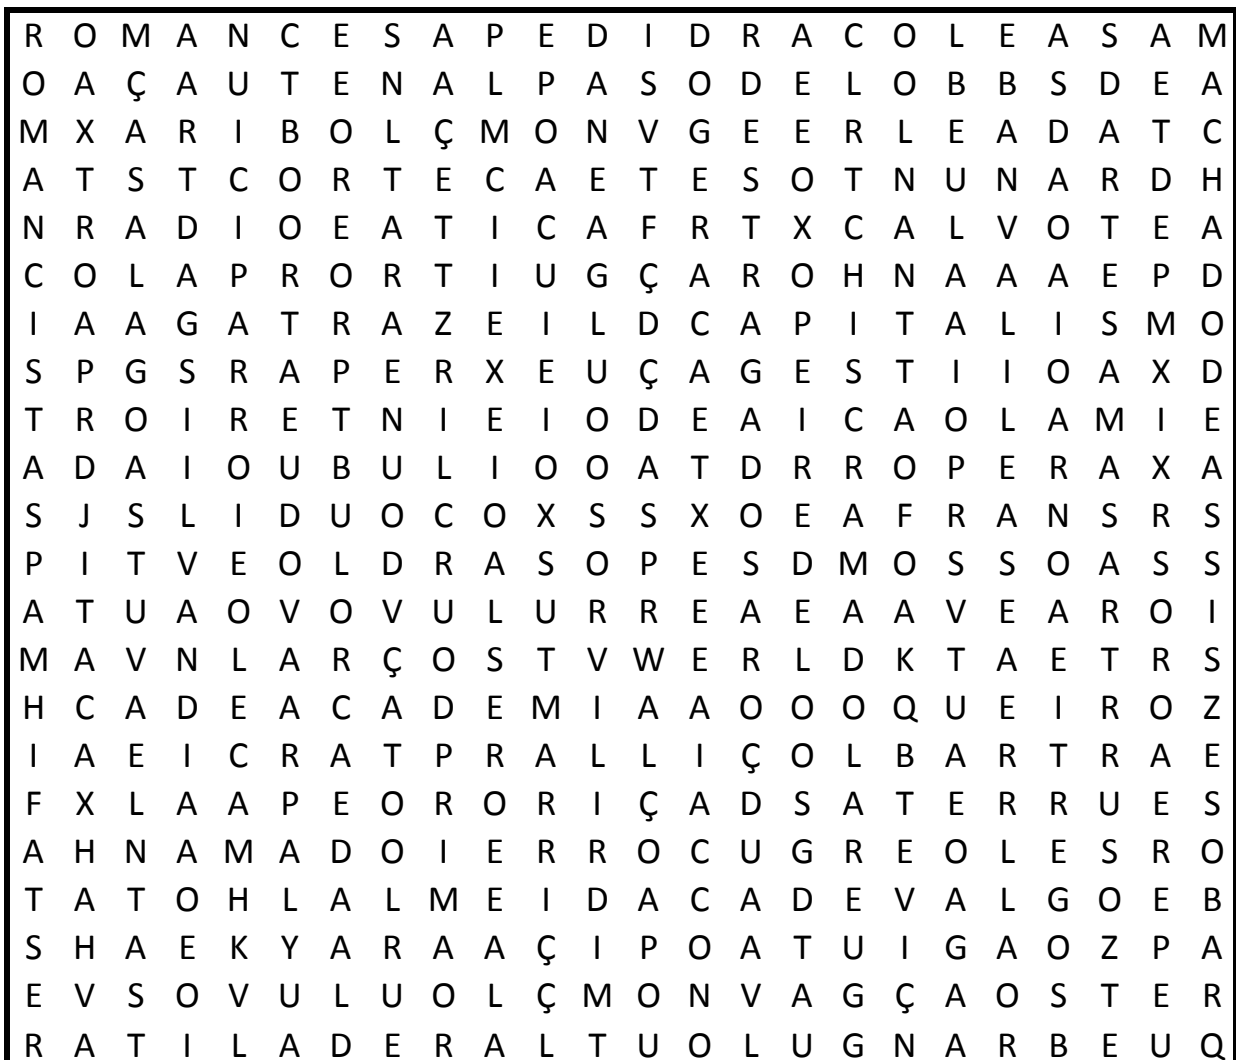 R O M A N C E S A P E D I D R A C O L E A S A M
O A Ç A U T E N A L P A S O D E L O B B S D E A
M X A R I B O L Ç M O N V G E E R L E A D A T C
A T S T C O R T E C A E T E S O T N U N A R D H
N R A D I O E A T I C A F R T X C A L V O T E A
C O L A P R O R T I U G Ç A R O H N A A A E P D
I A A G A T R A Z E I L D C A P I T A L I S M O
S P G S R A P E R X E U Ç A G E S T I I O A X D
T R O I R E T N I E I O D E A I C A O L A M I E
A D A I O U B U L I O O A T D R R O P E R A X A
S J S L I D U O C O X S S X O E A F R A N S R S
P I T V E O L D R A S O P E S D M O S S O A S S
A T U A O V O V U L U R R E A E A A V E A R O I
M A V N L A R Ç O S T V W E R L D K T A E T R S
H C A D E A C A D E M I A A O O O Q U E I R O Z
I A E I C R A T P R A L L I Ç O L B A R T R A E
F X L A A P E O R O R I Ç A D S A T E R R U E S
A H N A M A D O I E R R O C U G R E O L E S R O
T A T O H L A L M E I D A C A D E V A L G O E B
S H A E K Y A R A A Ç I P O A T U I G A O Z P A
E V S O V U L U O L Ç M O N V A G Ç A O S T E R
R A T I L A D E R A L T U O L U G N A R B E U Q